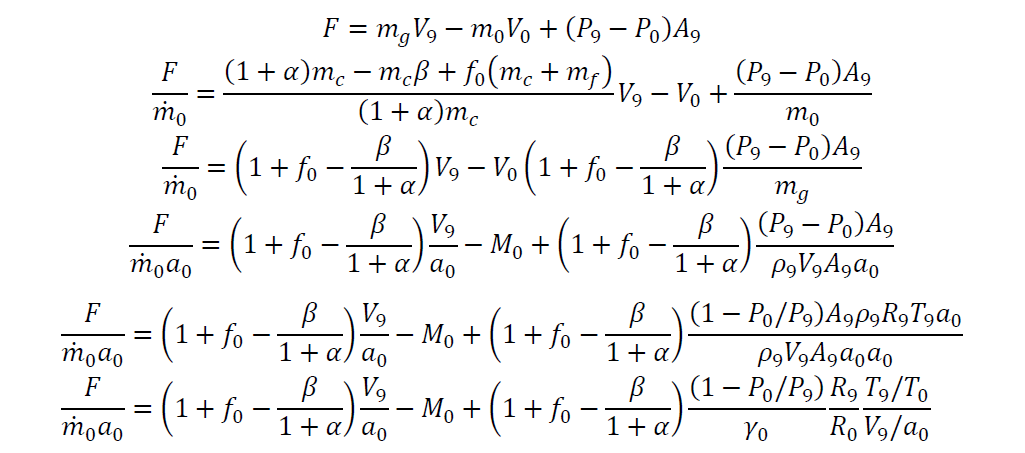 F = m_g V_9 − m_0 V_0 + (P_9 − P_0)A_9
F/ṁ_0 = ((1 + α)m_c − m_c β + f_0(m_c + m_f))/((1 + α)m_c) V_9 − V_0 + ((P_9 − P_0)A_9)/m_0
F/ṁ_0 = (1 + f_0 − β/(1 + α)) V_9 − V_0 (1 + f_0 − β/(1 + α)) ((P_9 − P_0)A_9)/m_g
F/(ṁ_0 a_0) = (1 + f_0 − β/(1 + α)) V_9/a_0 − M_0 + (1 + f_0 − β/(1 + α)) ((P_9 − P_0)A_9)/(ρ_9 V_9 A_9 a_0)
F/(ṁ_0 a_0) = (1 + f_0 − β/(1 + α)) V_9/a_0 − M_0 + (1 + f_0 − β/(1 + α)) ((1 − P_0/P_9)A_9 ρ_9 R_9 T_9 a_0)/(ρ_9 V_9 A_9 a_0 a_0)
F/(ṁ_0 a_0) = (1 + f_0 − β/(1 + α)) V_9/a_0 − M_0 + (1 + f_0 − β/(1 + α)) (1 − P_0/P_9)/γ_0 R_9/R_0 (T_9/T_0)/(V_9/a_0)